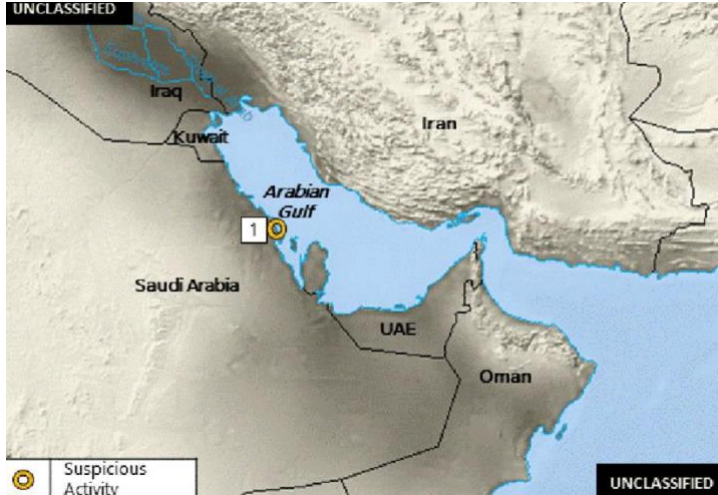 UNCLASSIFIED
Iraq
Iran
Kuwait
Arabian
Gulf
1
Saudi Arabia
UAE
Oman
Suspicious
Activity
UNCLASSIFIED